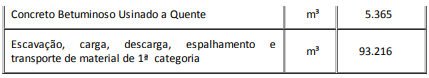 Concreto Betuminoso Usinado a Quente m³ 5.365
Escavação, carga, descarga, espalhamento e
transporte de material de 1ª categoria m³ 93.216